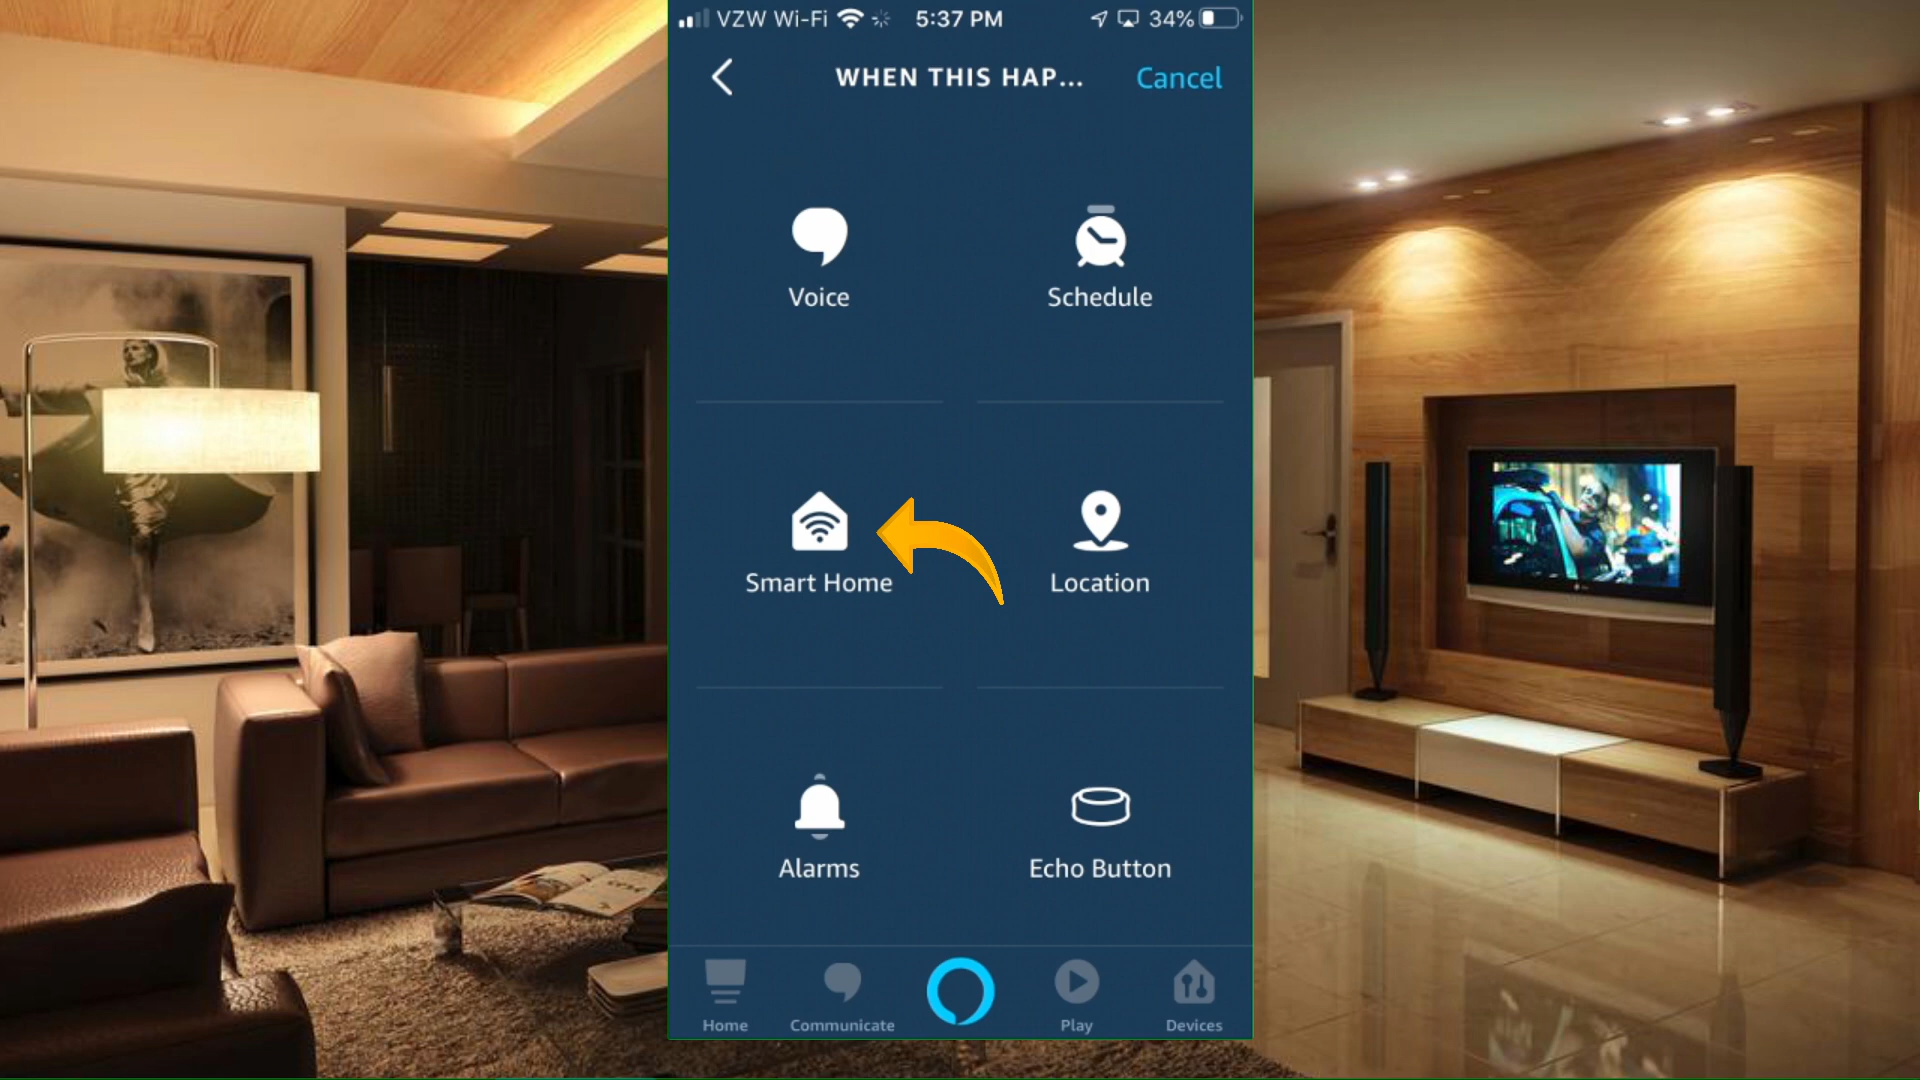 VZW Wi-Fi 5:37 PM 34%
WHEN THIS HAP... Cancel
Voice Schedule
Smart Home Location
Alarms Echo Button
Home Communicate Play Devices